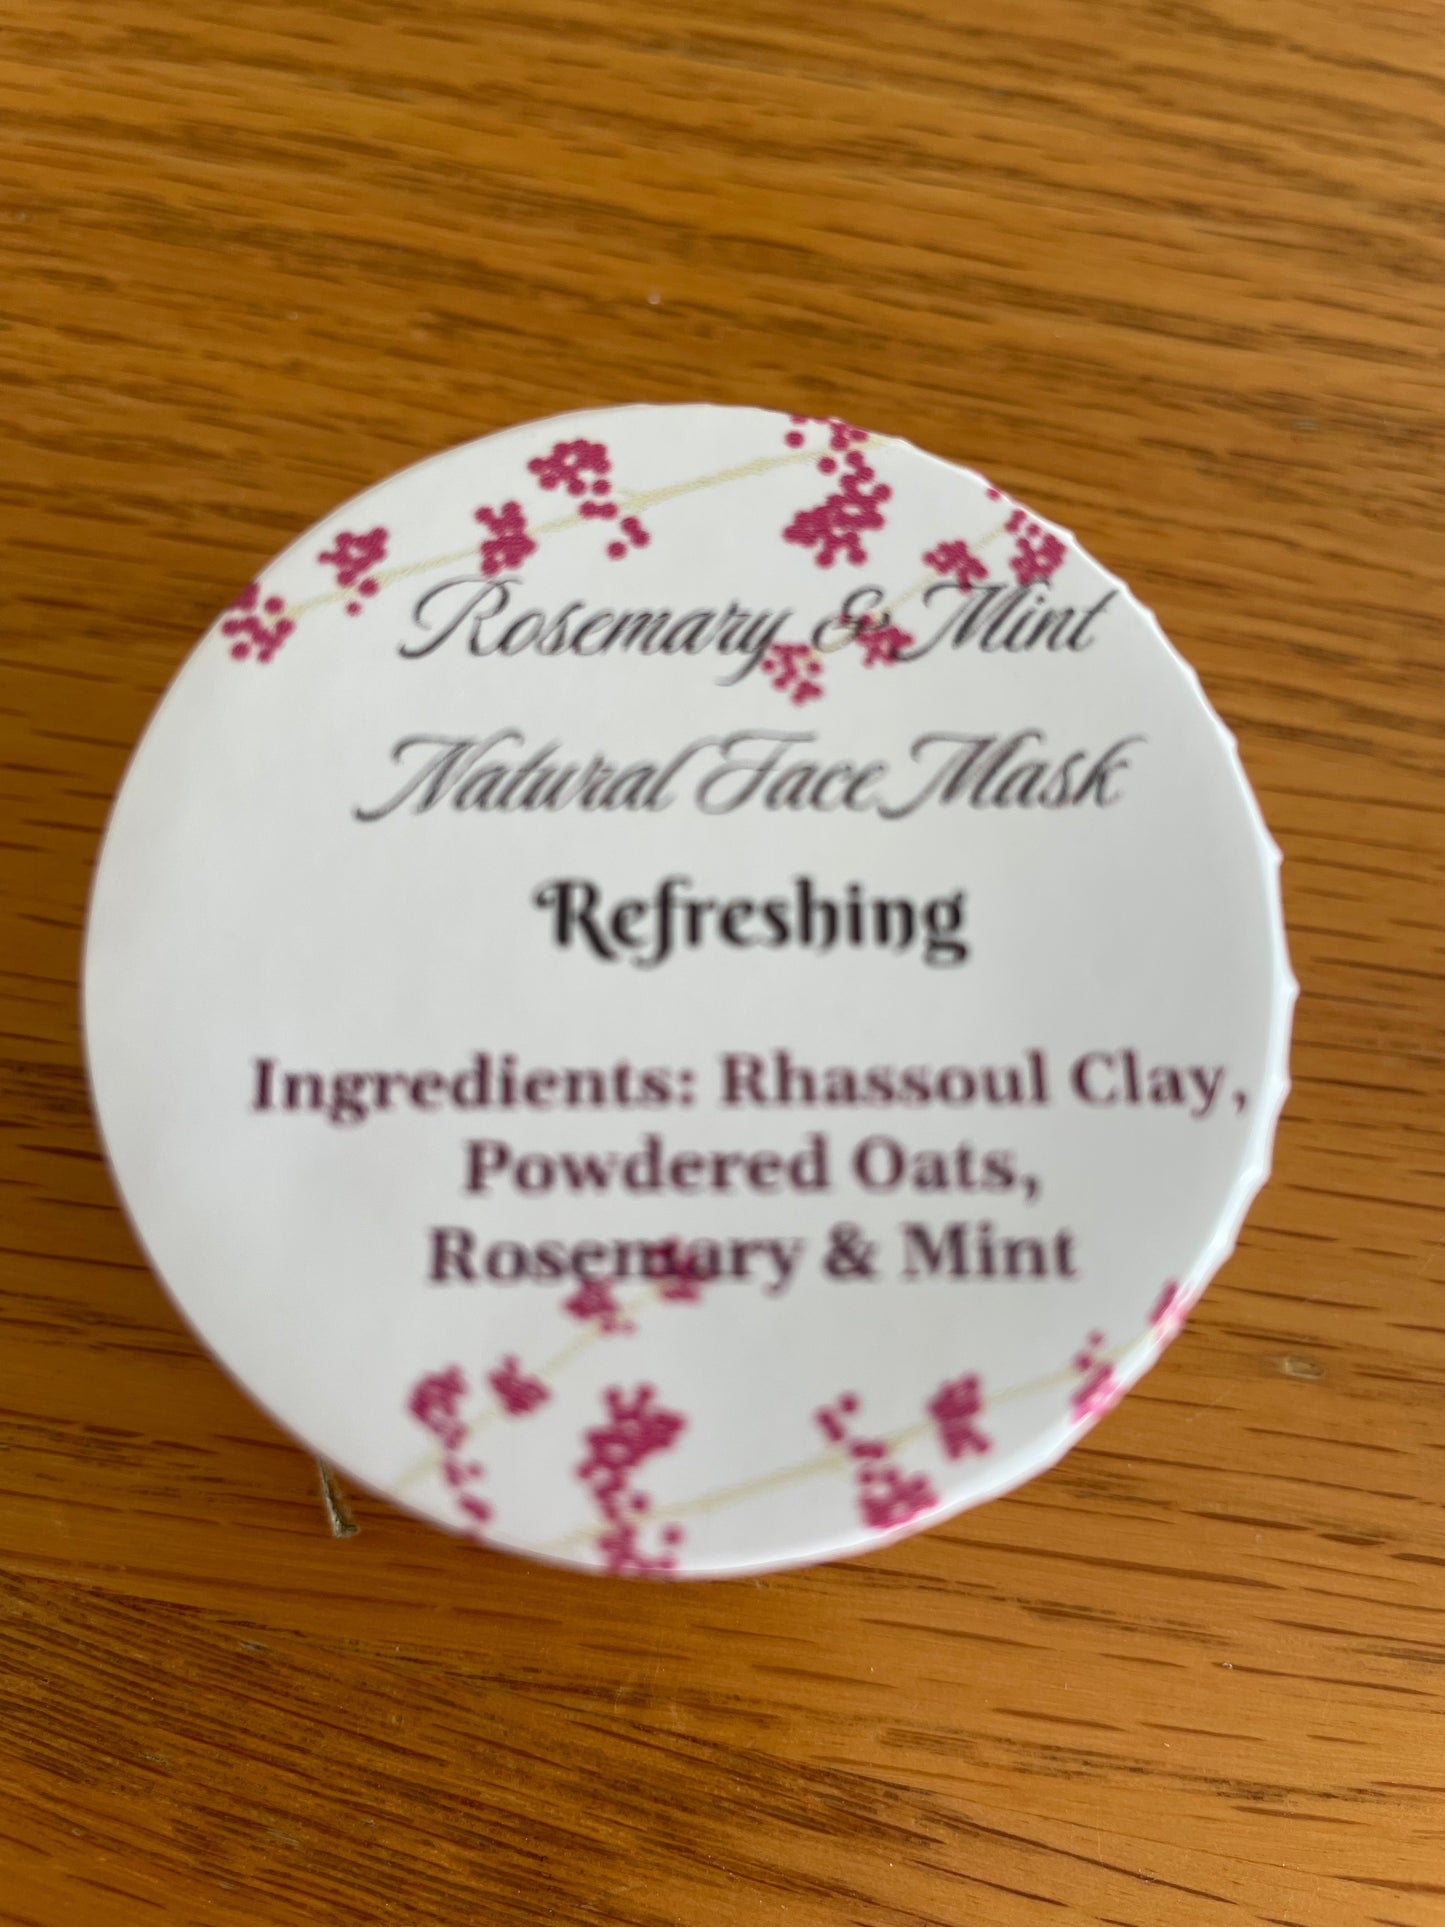 Rosemary & Mint
Natural Face Mask
Refreshing
Ingredients: Rhassoul Clay,
Powdered Oats,
Rosemary & Mint